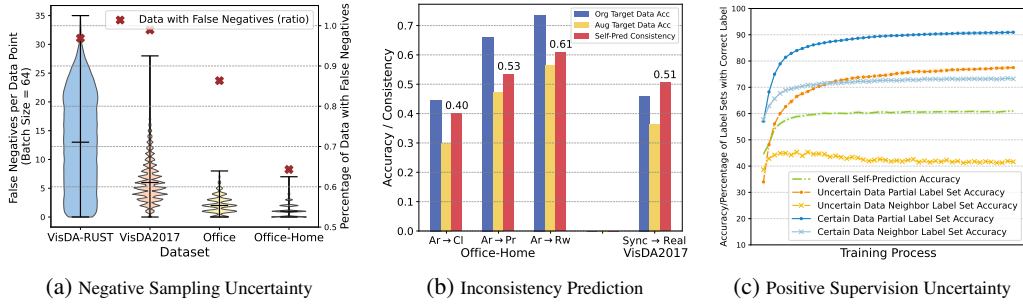 False Negatives per Data Point
(Batch Size = 64)
35
30
25
20
15
10
5
0
Data with False Negatives (ratio)
1.0
0.9
0.8
0.7
0.6
0.5
Percentage of Data with False Negatives
VisDA-RUST VisDA2017 Office Office-Home
Dataset
(a) Negative Sampling Uncertainty
Accuracy / Consistency
0.7
0.6
0.5
0.4
0.3
0.2
0.1
0.0
Org Target Data Acc
Aug Target Data Acc
Self-Pred Consistency
0.40
0.53
0.61
0.51
Ar → Cl Ar → Pr Ar → Rw Sync → Real
Office-Home VisDA2017
(b) Inconsistency Prediction
Accuracy/Percentage of Label Sets with Correct Label
100
90
80
70
60
50
40
30
20
10
Overall Self-Prediction Accuracy
Uncertain Data Partial Label Set Accuracy
Uncertain Data Neighbor Label Set Accuracy
Certain Data Partial Label Set Accuracy
Certain Data Neighbor Label Set Accuracy
Training Process
(c) Positive Supervision Uncertainty